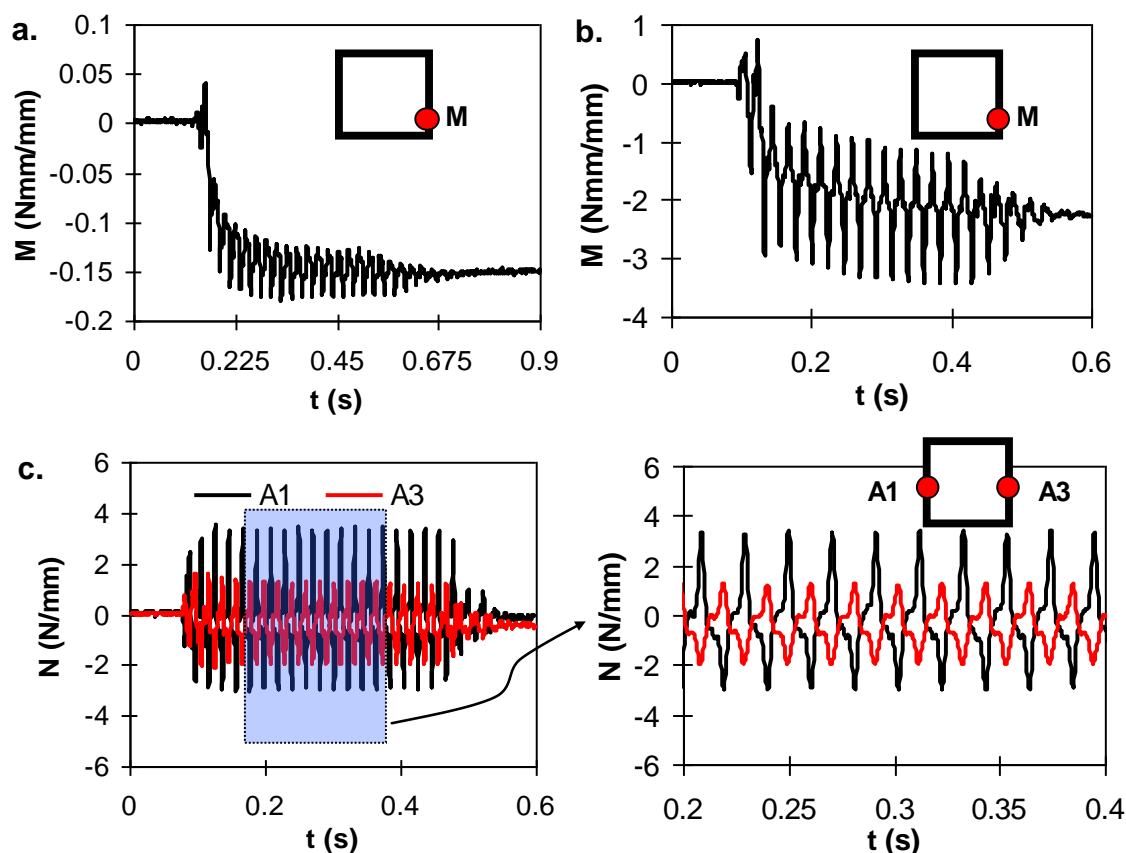 a.
M (Nmm/mm)
0.1
0.05
0
-0.05
-0.1
-0.15
-0.2
M
0 0.225 0.45 0.675 0.9
t (s)
b.
M (Nmm/mm)
1
0
-1
-2
-3
-4
M
0 0.2 0.4 0.6
t (s)
c.
N (N/mm)
6
4
2
0
-2
-4
-6
A1 A3
0 0.2 0.4 0.6
t (s)
N (N/mm)
6
4
2
0
-2
-4
-6
A1 A3
0.2 0.25 0.3 0.35 0.4
t (s)